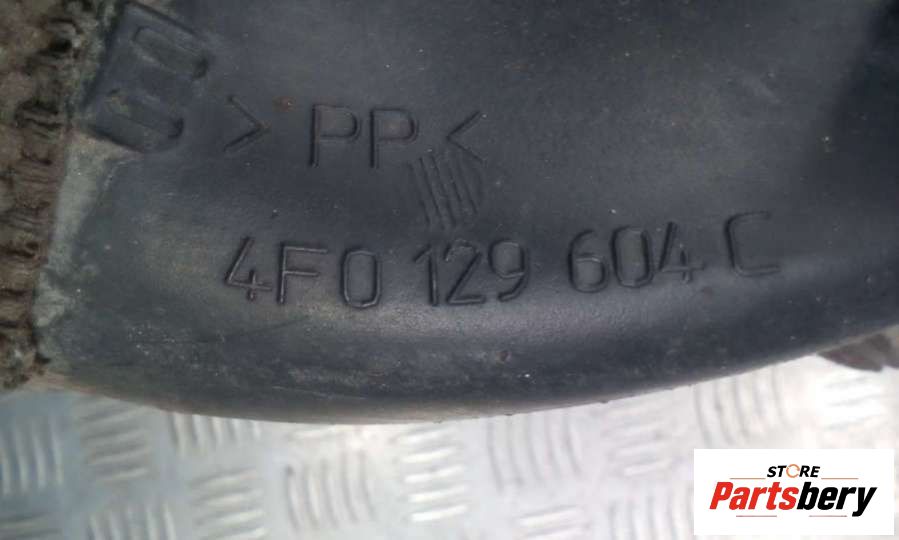 >PP<
4F0 129 604 C
STORE
Partsbery